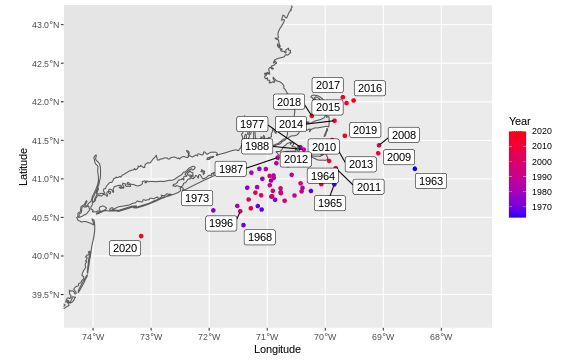 43.0°N
42.5°N
42.0°N
41.5°N
41.0°N
40.5°N
40.0°N
39.5°N
Latitude
2017
2016
2018
2015
1977
2014
2019
2008
1988
2010
2009
2012
2013
1987
1964
1963
2011
1973
1965
1996
1968
2020
74°W
73°W
72°W
71°W
70°W
69°W
68°W
Longitude
Year
2020
2010
2000
1990
1980
1970